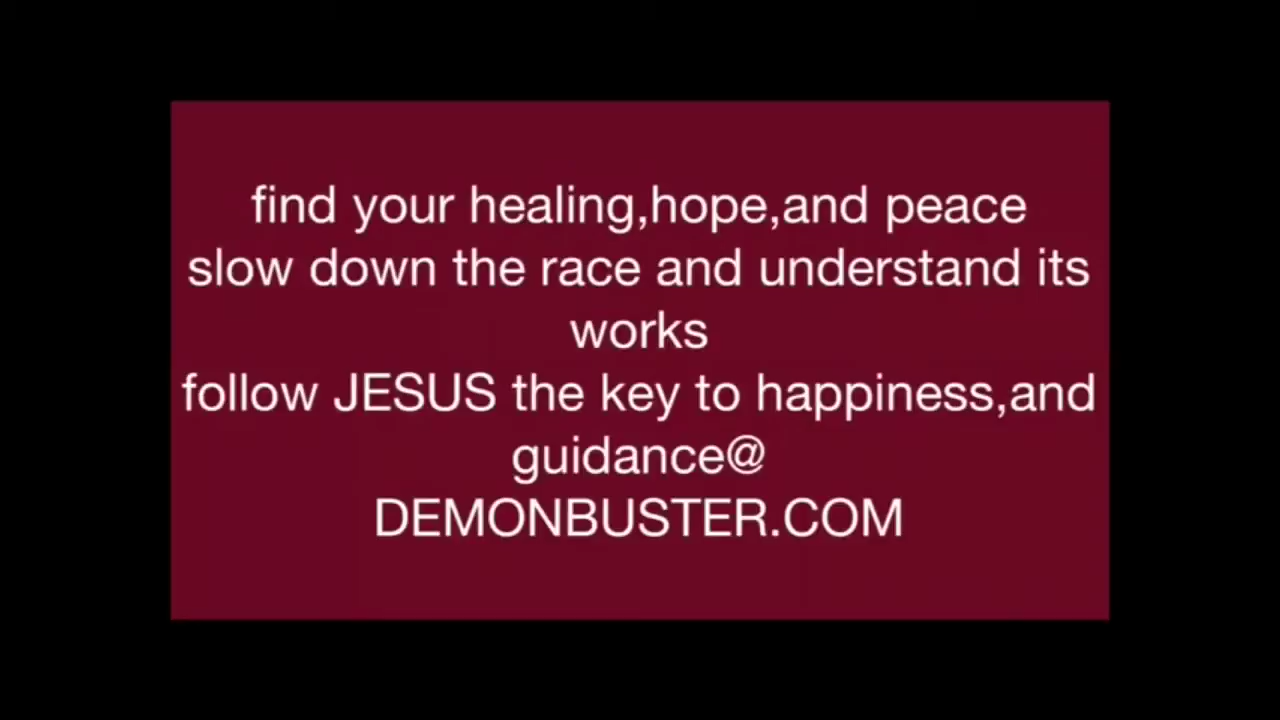 find your healing,hope,and peace
slow down the race and understand its
works
follow JESUS the key to happiness,and
guidance@
DEMONBUSTER.COM